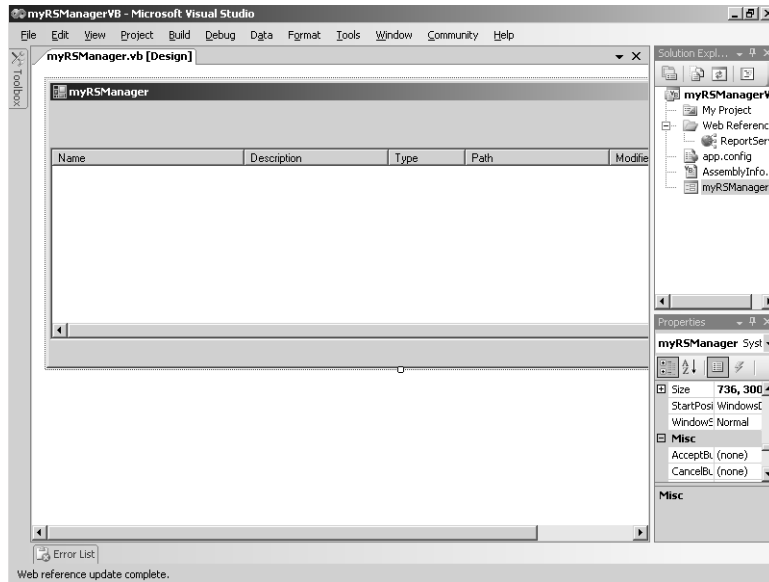 myRSManagerVB - Microsoft Visual Studio
File Edit View Project Build Debug Data Format Tools Window Community Help
Toolbox
myRSManager.vb [Design]
myRSManager
Name Description Type Path Modifie
Solution Expl...
myRSManagerV
My Project
Web Referenc
ReportSer
app.config
AssemblyInfo.
myRSManager
Properties
myRSManager Syst
Size 736, 300
StartPosi WindowsD
WindowS Normal
Misc
AcceptBu (none)
CancelBu (none)
Misc
Error List
Web reference update complete.